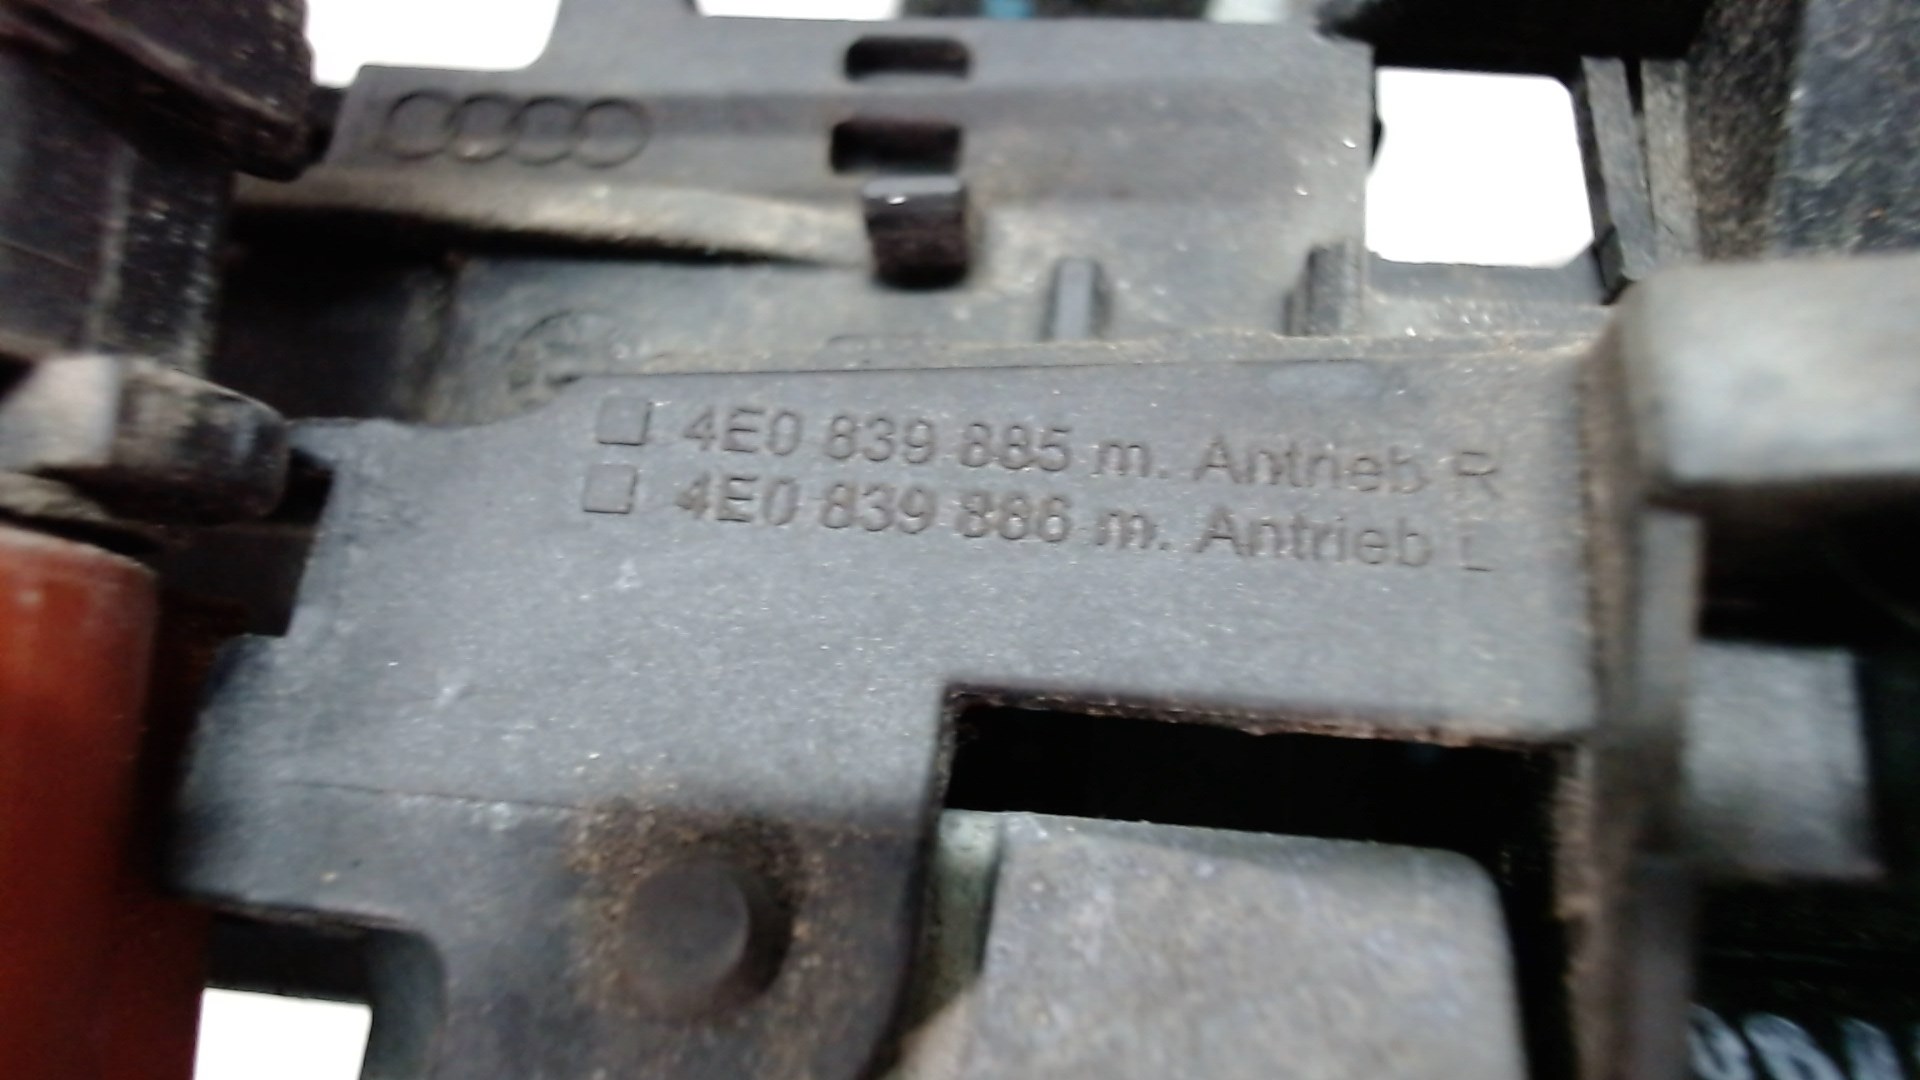 ☐ 4E0 839 885 m. Antrieb R
☐ 4E0 839 886 m. Antrieb L